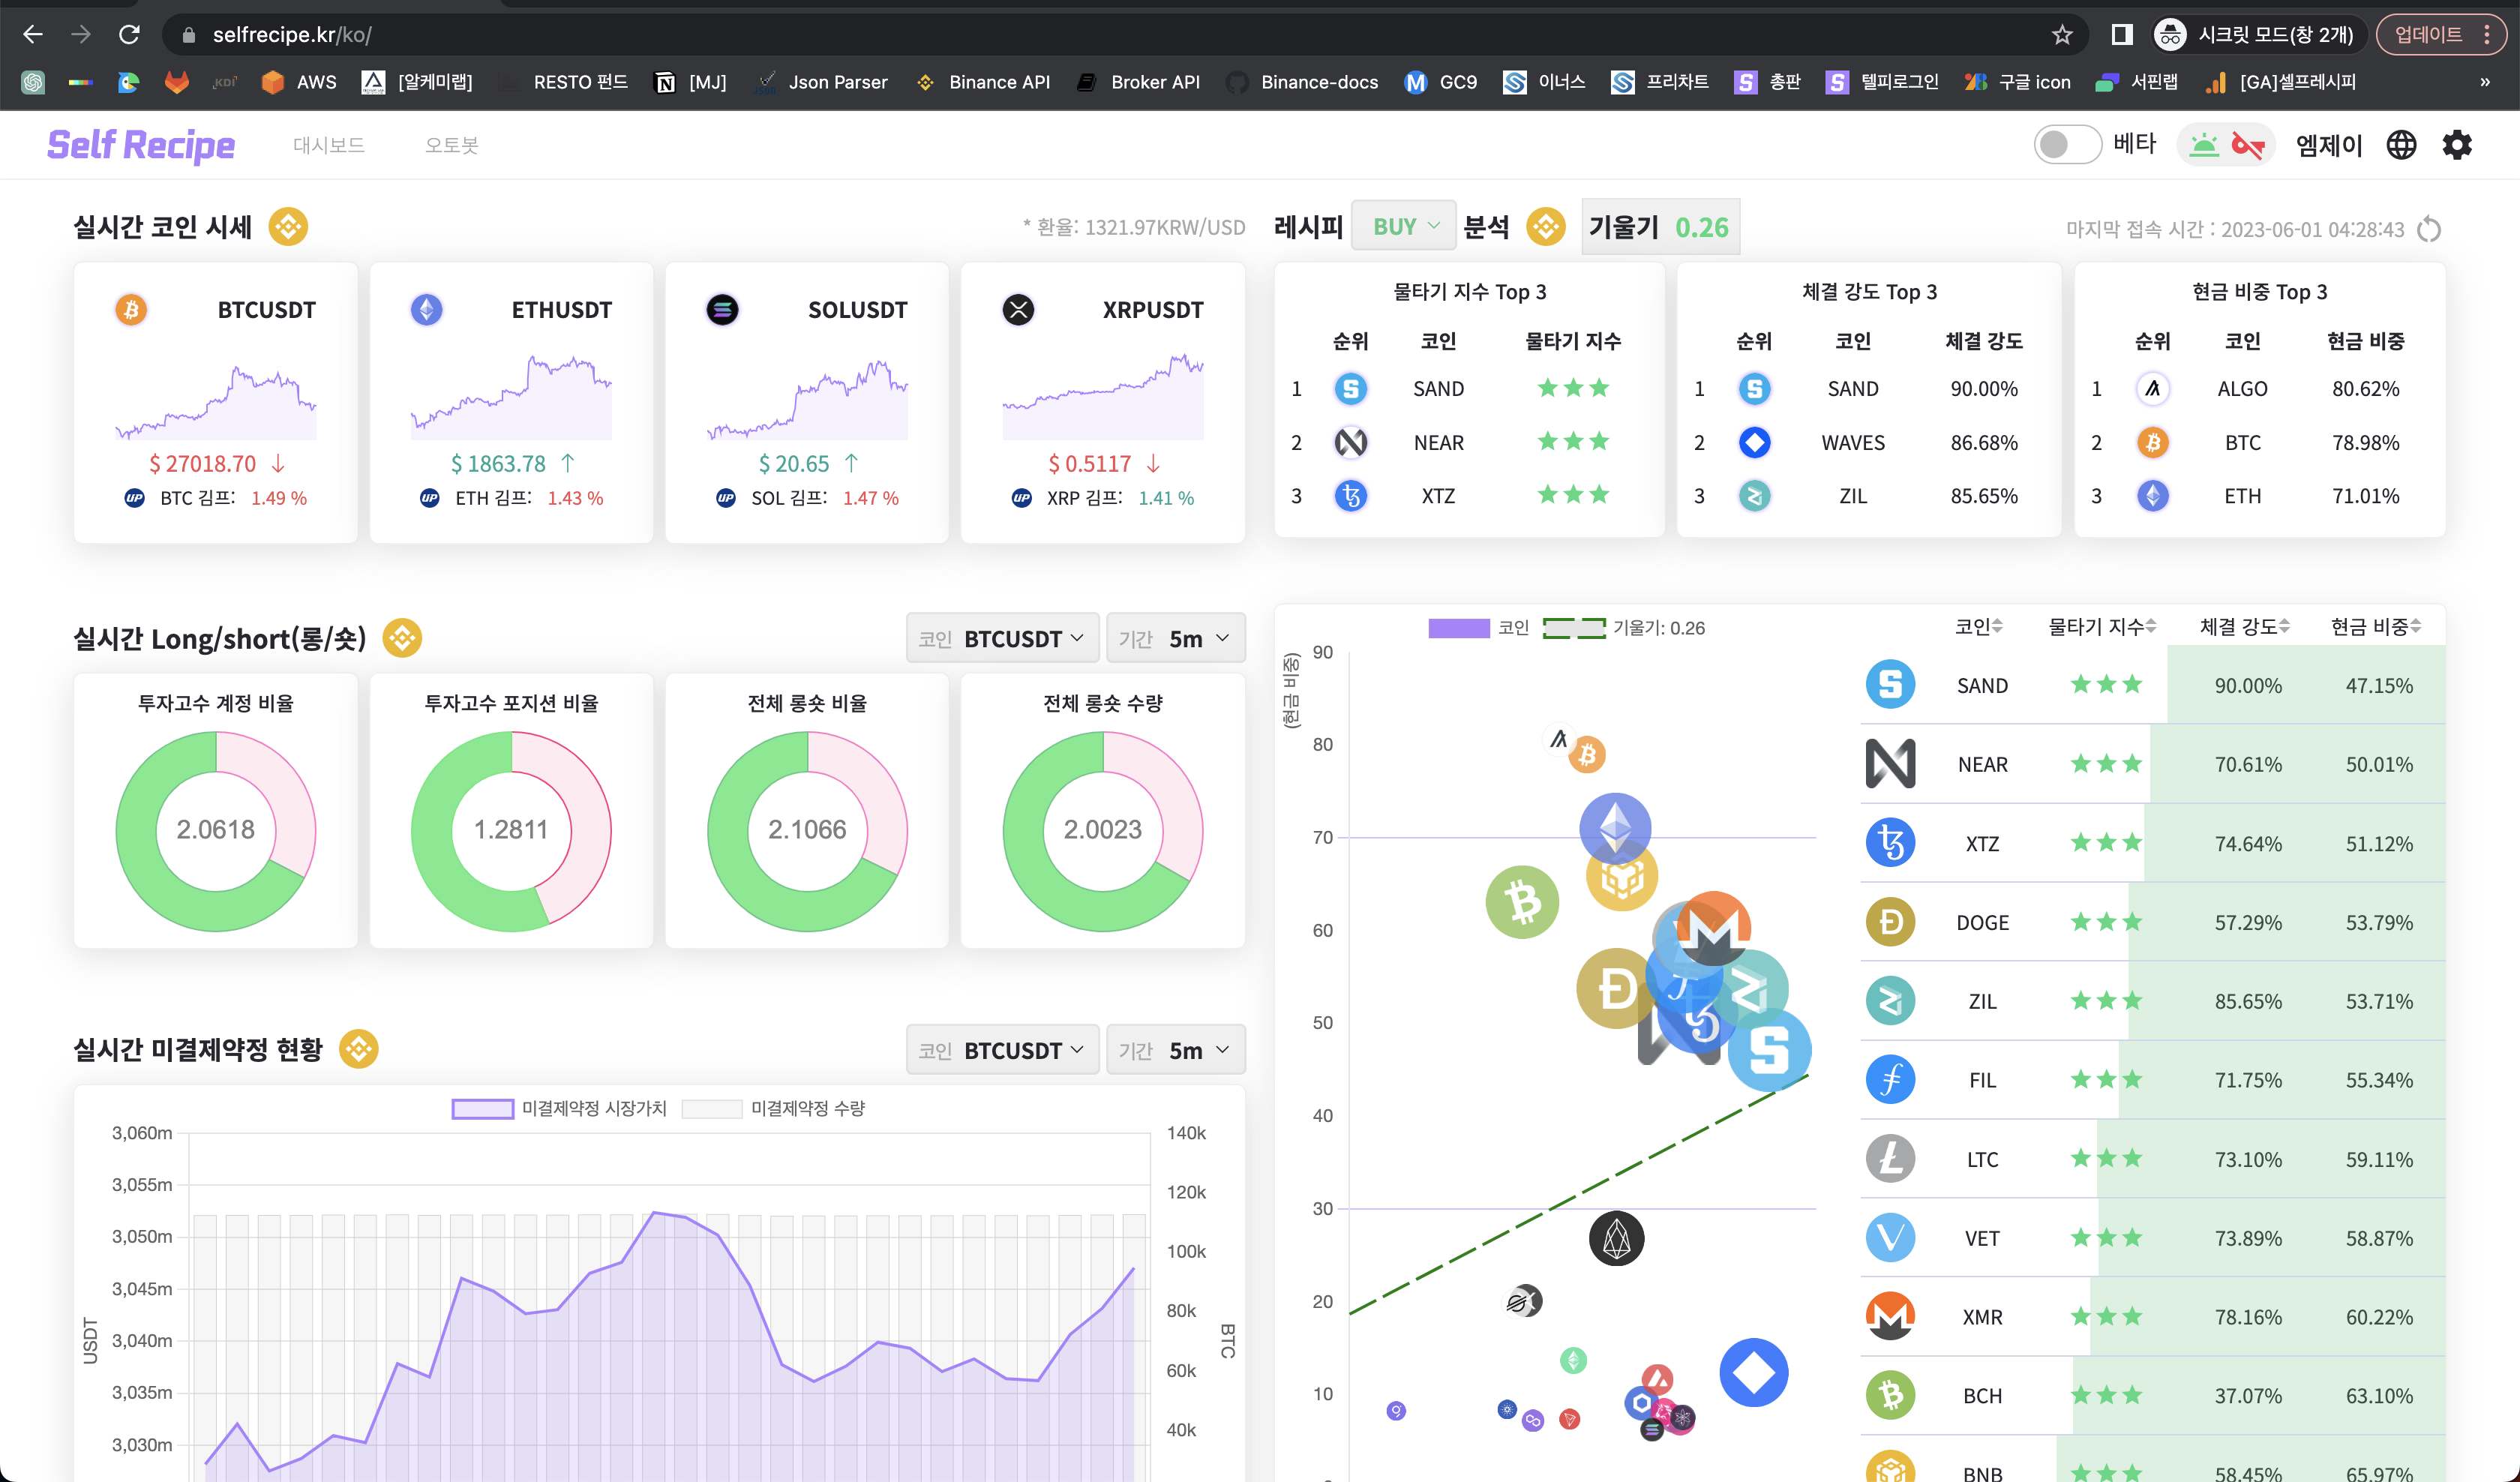 selfrecipe.kr/ko/
시크릿 모드(창 2개)
업데이트
KDI
AWS
[알케미랩]
RESTO 펀드
[MJ]
Json Parser
Binance API
Broker API
Binance-docs
GC9
이너스
프리차트
총판
텔피로그인
구글 icon
서핀랩
[GA]셀프레시피
»
Self Recipe
대시보드
오토봇
베타
엠제이
실시간 코인 시세
* 환율: 1321.97KRW/USD
BTCUSDT
$ 27018.70 ↓
UP BTC 김프: 1.49 %
ETHUSDT
$ 1863.78 ↑
UP ETH 김프: 1.43 %
SOLUSDT
$ 20.65 ↑
UP SOL 김프: 1.47 %
XRPUSDT
$ 0.5117 ↓
UP XRP 김프: 1.41 %
레시피 BUY 분석 기울기 0.26
마지막 접속 시간 : 2023-06-01 04:28:43
물타기 지수 Top 3
순위 코인 물타기 지수
1 SAND ★★★
2 NEAR ★★★
3 XTZ ★★★
체결 강도 Top 3
순위 코인 체결 강도
1 SAND 90.00%
2 WAVES 86.68%
3 ZIL 85.65%
현금 비중 Top 3
순위 코인 현금 비중
1 ALGO 80.62%
2 BTC 78.98%
3 ETH 71.01%
실시간 Long/short(롱/숏)
코인 BTCUSDT
기간 5m
투자고수 계정 비율
2.0618
투자고수 포지션 비율
1.2811
전체 롱숏 비율
2.1066
전체 롱숏 수량
2.0023
실시간 미결제약정 현황
코인 BTCUSDT
기간 5m
미결제약정 시장가치
미결제약정 수량
3,060m
3,055m
3,050m
3,045m
3,040m
3,035m
3,030m
USDT
140k
120k
100k
80k
60k
40k
BTC
코인
기울기: 0.26
(현금 비중)
90
80
70
60
50
40
30
20
10
코인 물타기 지수 체결 강도 현금 비중
SAND ★★★ 90.00% 47.15%
NEAR ★★★ 70.61% 50.01%
XTZ ★★★ 74.64% 51.12%
DOGE ★★★ 57.29% 53.79%
ZIL ★★★ 85.65% 53.71%
FIL ★★★ 71.75% 55.34%
LTC ★★★ 73.10% 59.11%
VET ★★★ 73.89% 58.87%
XMR ★★★ 78.16% 60.22%
BCH ★★★ 37.07% 63.10%
BNB ★★★ 58.45% 65.97%